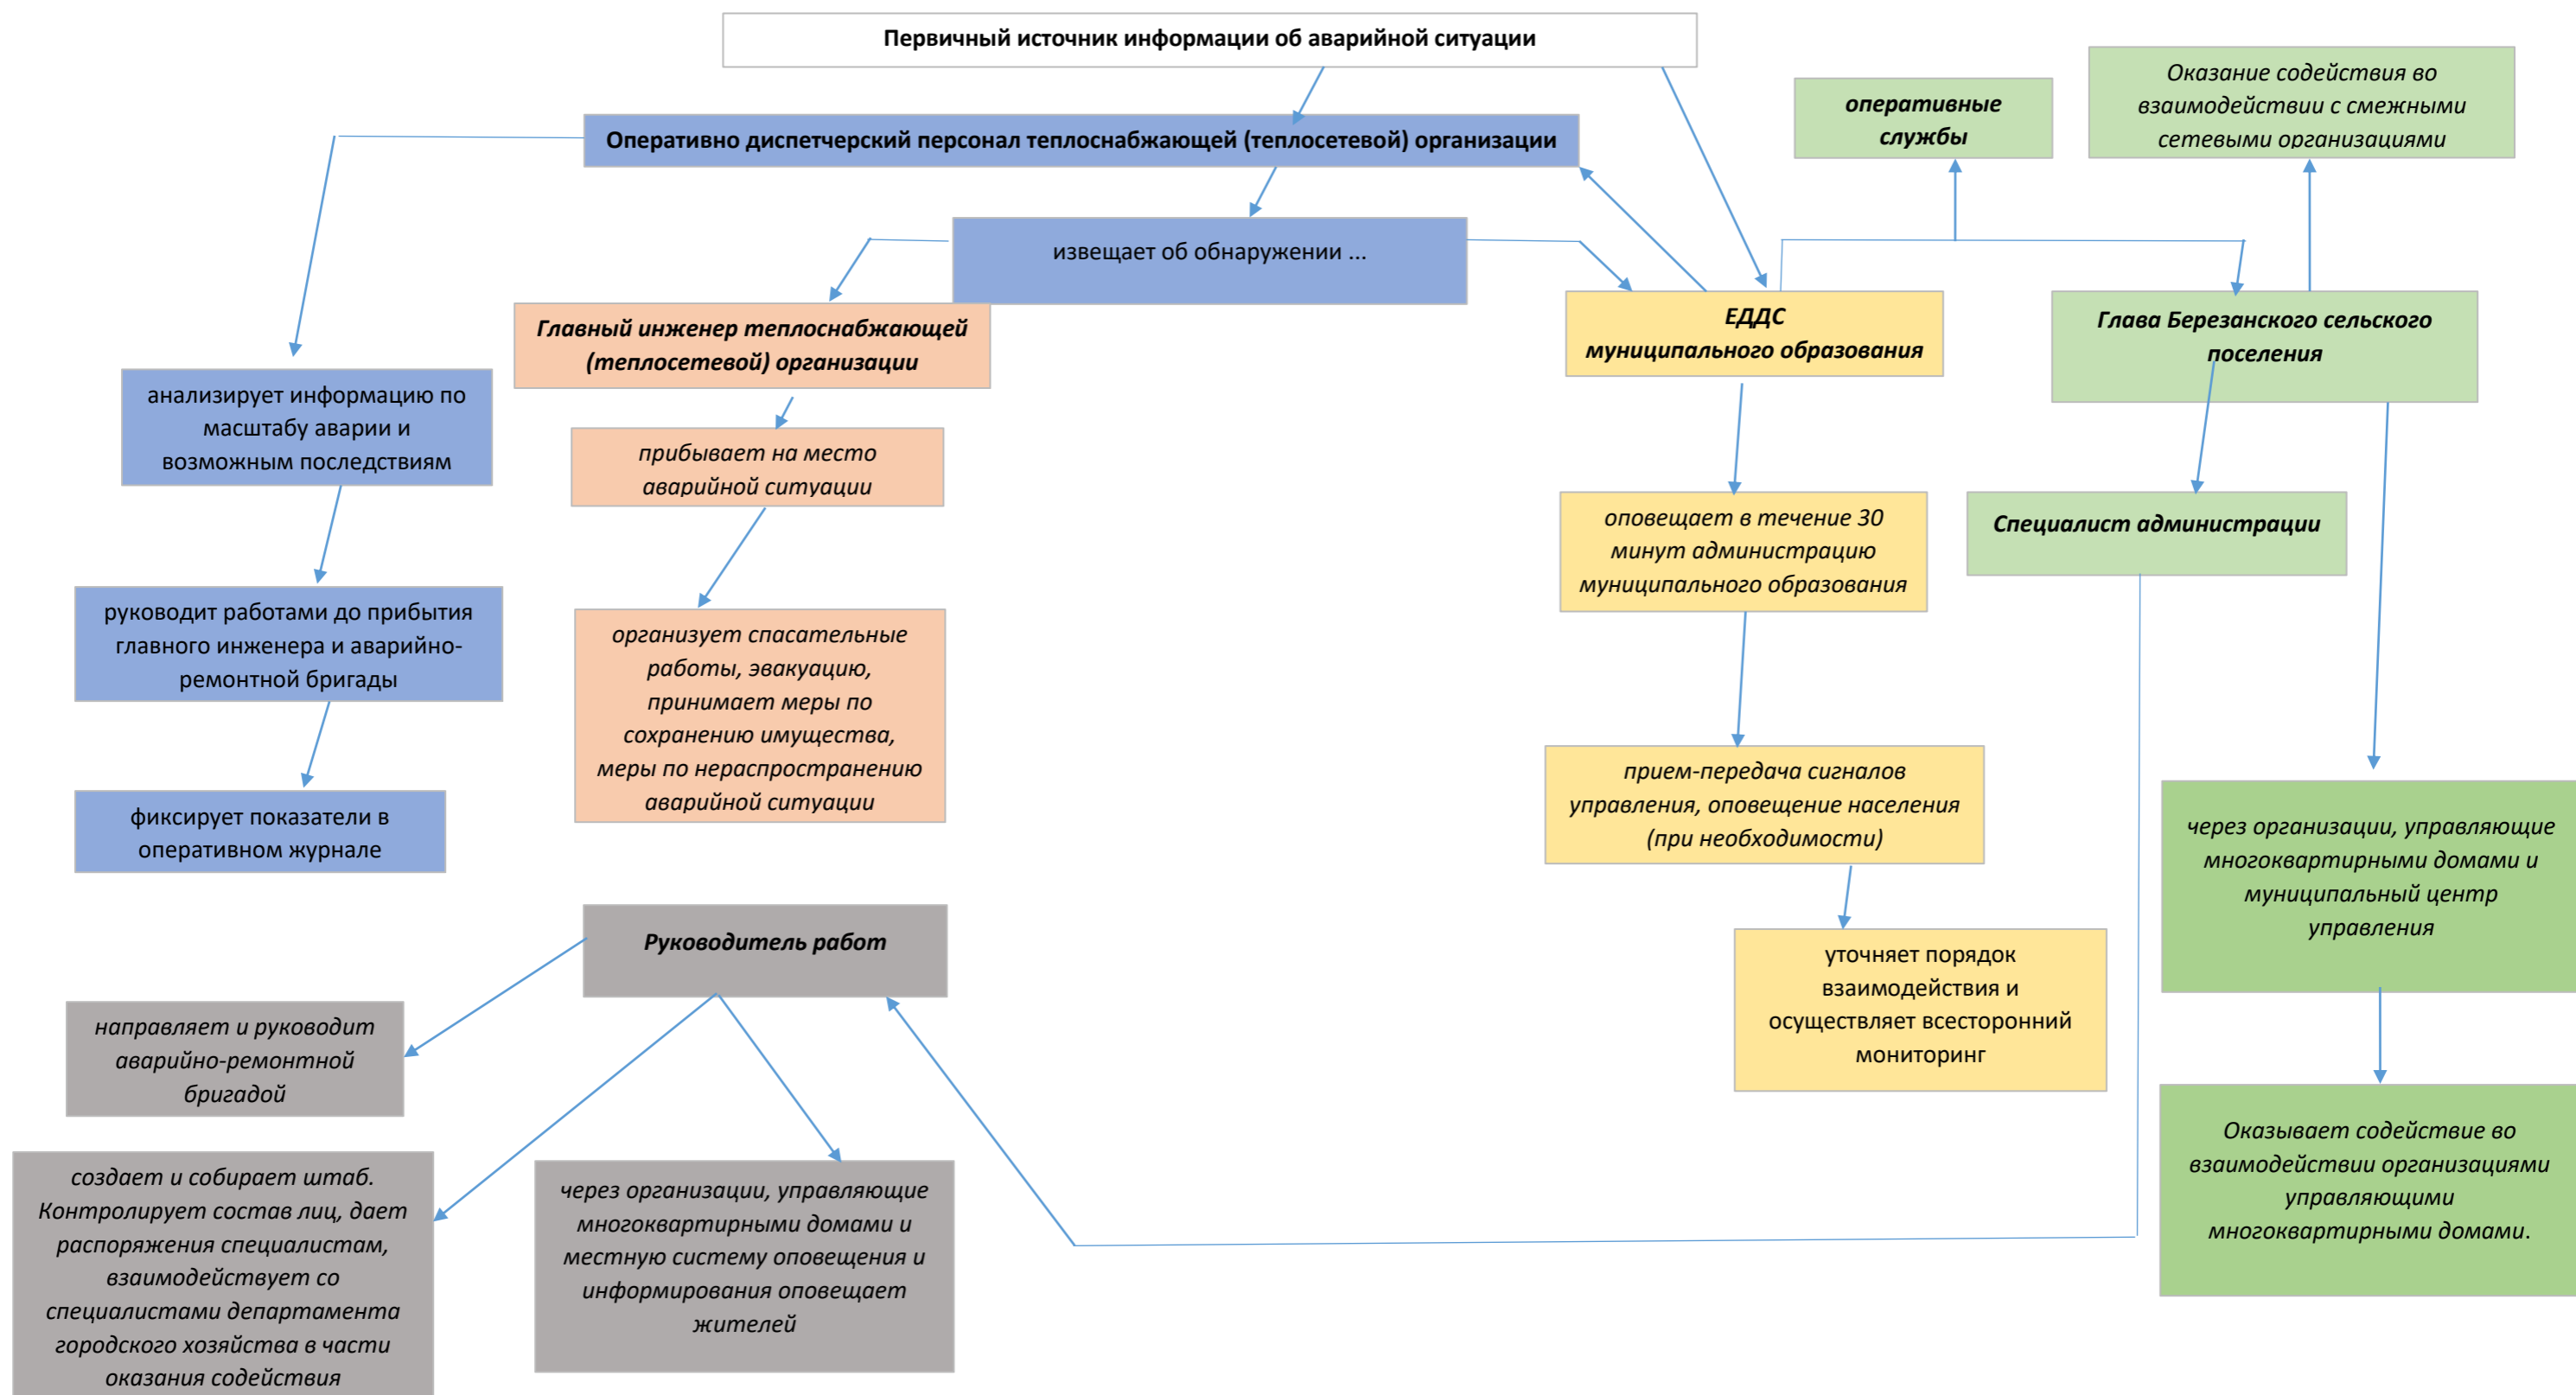 Первичный источник информации об аварийной ситуации
оперативные
службы
Оказание содействия во
взаимодействии с смежными
сетевыми организациями
Оперативно диспетчерский персонал теплоснабжающей (теплосетевой) организации
извещает об обнаружении ...
Главный инженер теплоснабжающей
(теплосетевой) организации
ЕДДС
муниципального образования
Глава Березанского сельского
поселения
анализирует информацию по
масштабу аварии и
возможным последствиям
прибывает на место
аварийной ситуации
оповещает в течение 30
минут администрацию
муниципального образования
Специалист администрации
руководит работами до прибытия
главного инженера и аварийно-
ремонтной бригады
организует спасательные
работы, эвакуацию,
принимает меры по
сохранению имущества,
меры по нераспространению
аварийной ситуации
прием-передача сигналов
управления, оповещение населения
(при необходимости)
через организации, управляющие
многоквартирными домами и
муниципальный центр
управления
фиксирует показатели в
оперативном журнале
Руководитель работ
уточняет порядок
взаимодействия и
осуществляет всесторонний
мониторинг
направляет и руководит
аварийно-ремонтной
бригадой
Оказывает содействие во
взаимодействии организациями
управляющими
многоквартирными домами.
создает и собирает штаб.
Контролирует состав лиц, дает
распоряжения специалистам,
взаимодействует со
специалистами департамента
городского хозяйства в части
оказания содействия
через организации, управляющие
многоквартирными домами и
местную систему оповещения и
информирования оповещает
жителей